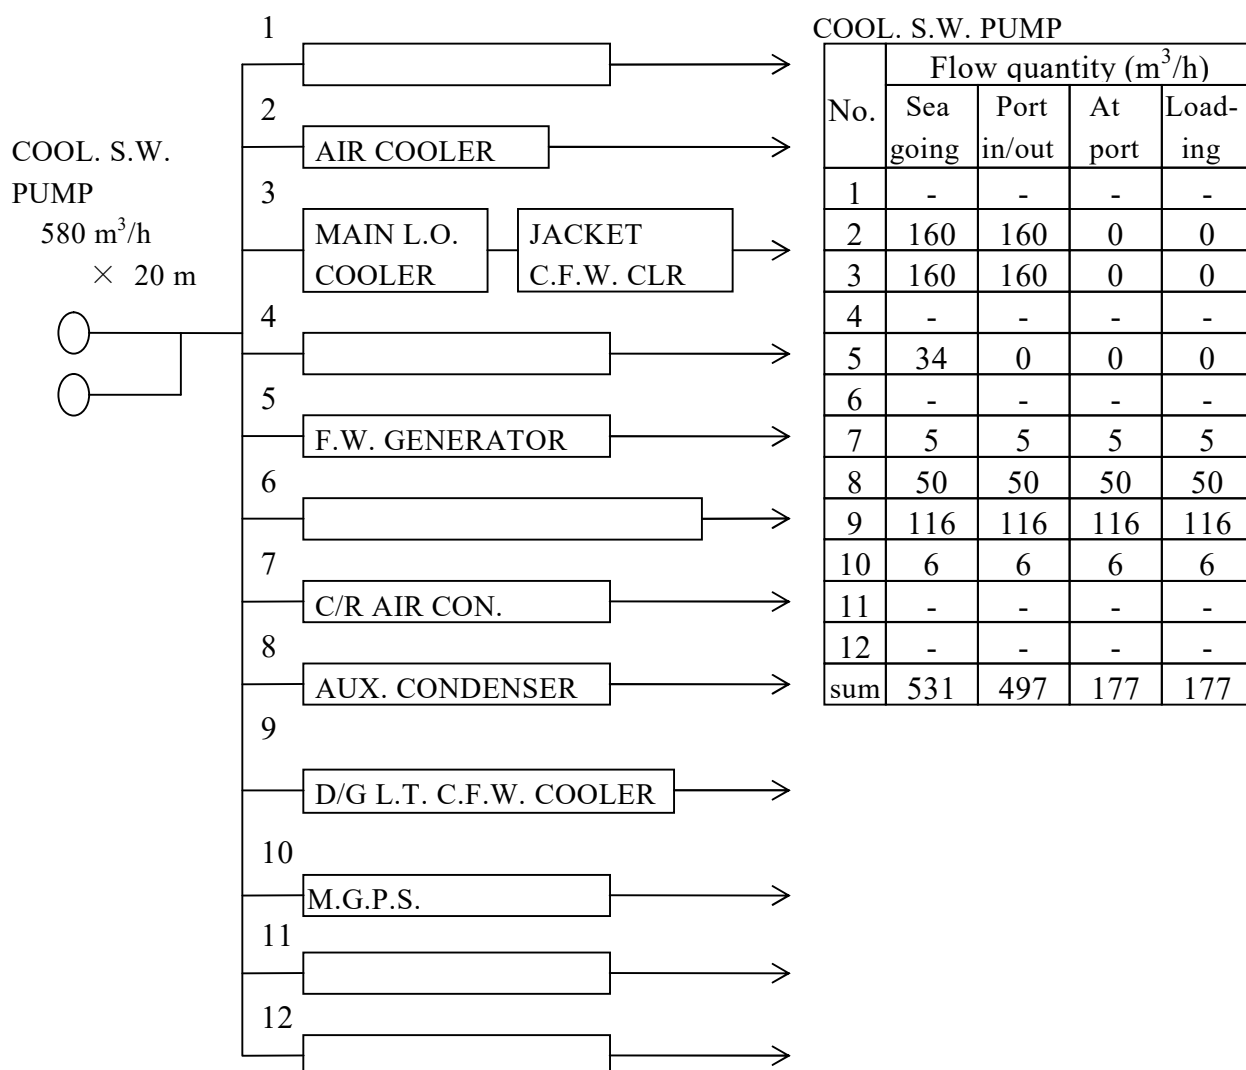 COOL. S.W.
PUMP
580 m³/h
× 20 m
1
2
AIR COOLER
3
MAIN L.O.
COOLER
JACKET
C.F.W. CLR
4
5
F.W. GENERATOR
6
7
C/R AIR CON.
8
AUX. CONDENSER
9
D/G L.T. C.F.W. COOLER
10
M.G.P.S.
11
12
COOL. S.W. PUMP
No. Flow quantity (m³/h)
Sea Port At Load-
going in/out port ing
1 - - - -
2 160 160 0 0
3 160 160 0 0
4 - - - -
5 34 0 0 0
6 - - - -
7 5 5 5 5
8 50 50 50 50
9 116 116 116 116
10 6 6 6 6
11 - - - -
12 - - - -
sum 531 497 177 177